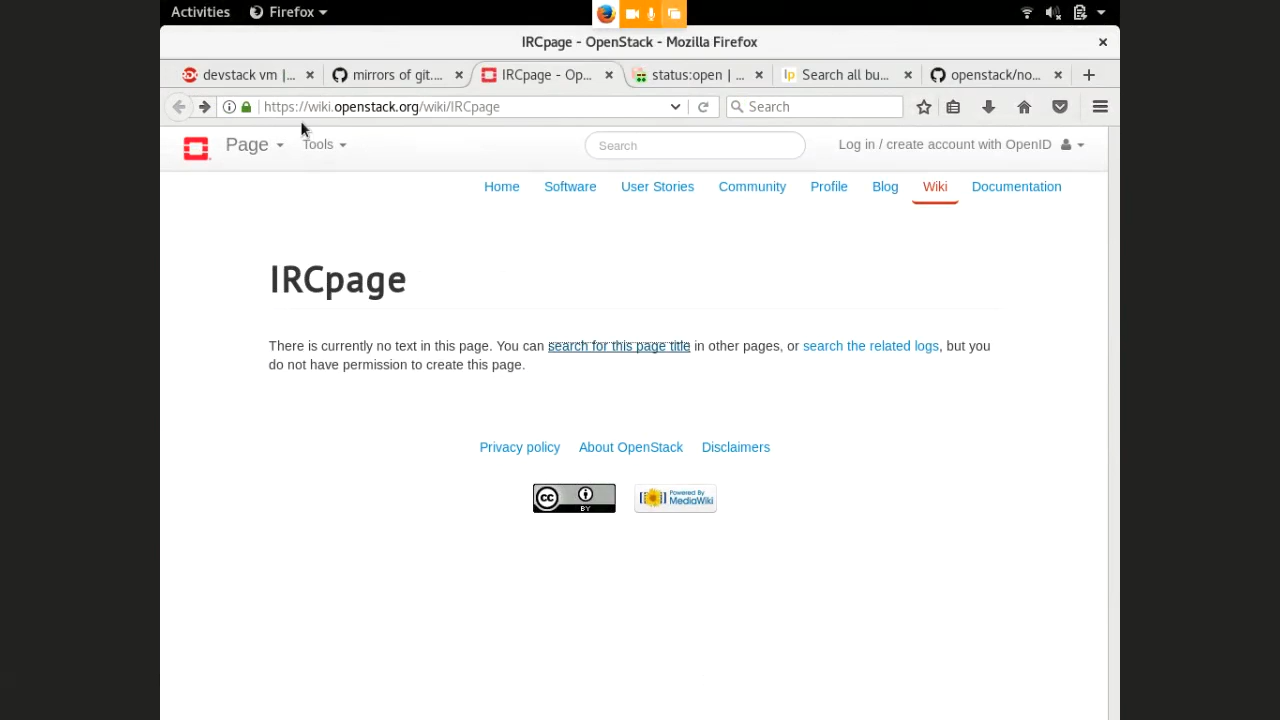 Activities Firefox
IRCpage - OpenStack - Mozilla Firefox
devstack vm |... mirrors of git.... IRCpage - Op... status:open | ... lp Search all bu... openstack/no...
https://wiki.openstack.org/wiki/IRCpage Search
Page Tools Search Log in / create account with OpenID
Home Software User Stories Community Profile Blog Wiki Documentation
IRCpage
There is currently no text in this page. You can search for this page title in other pages, or search the related logs, but you
do not have permission to create this page.
Privacy policy About OpenStack Disclaimers
cc BY Powered By MediaWiki